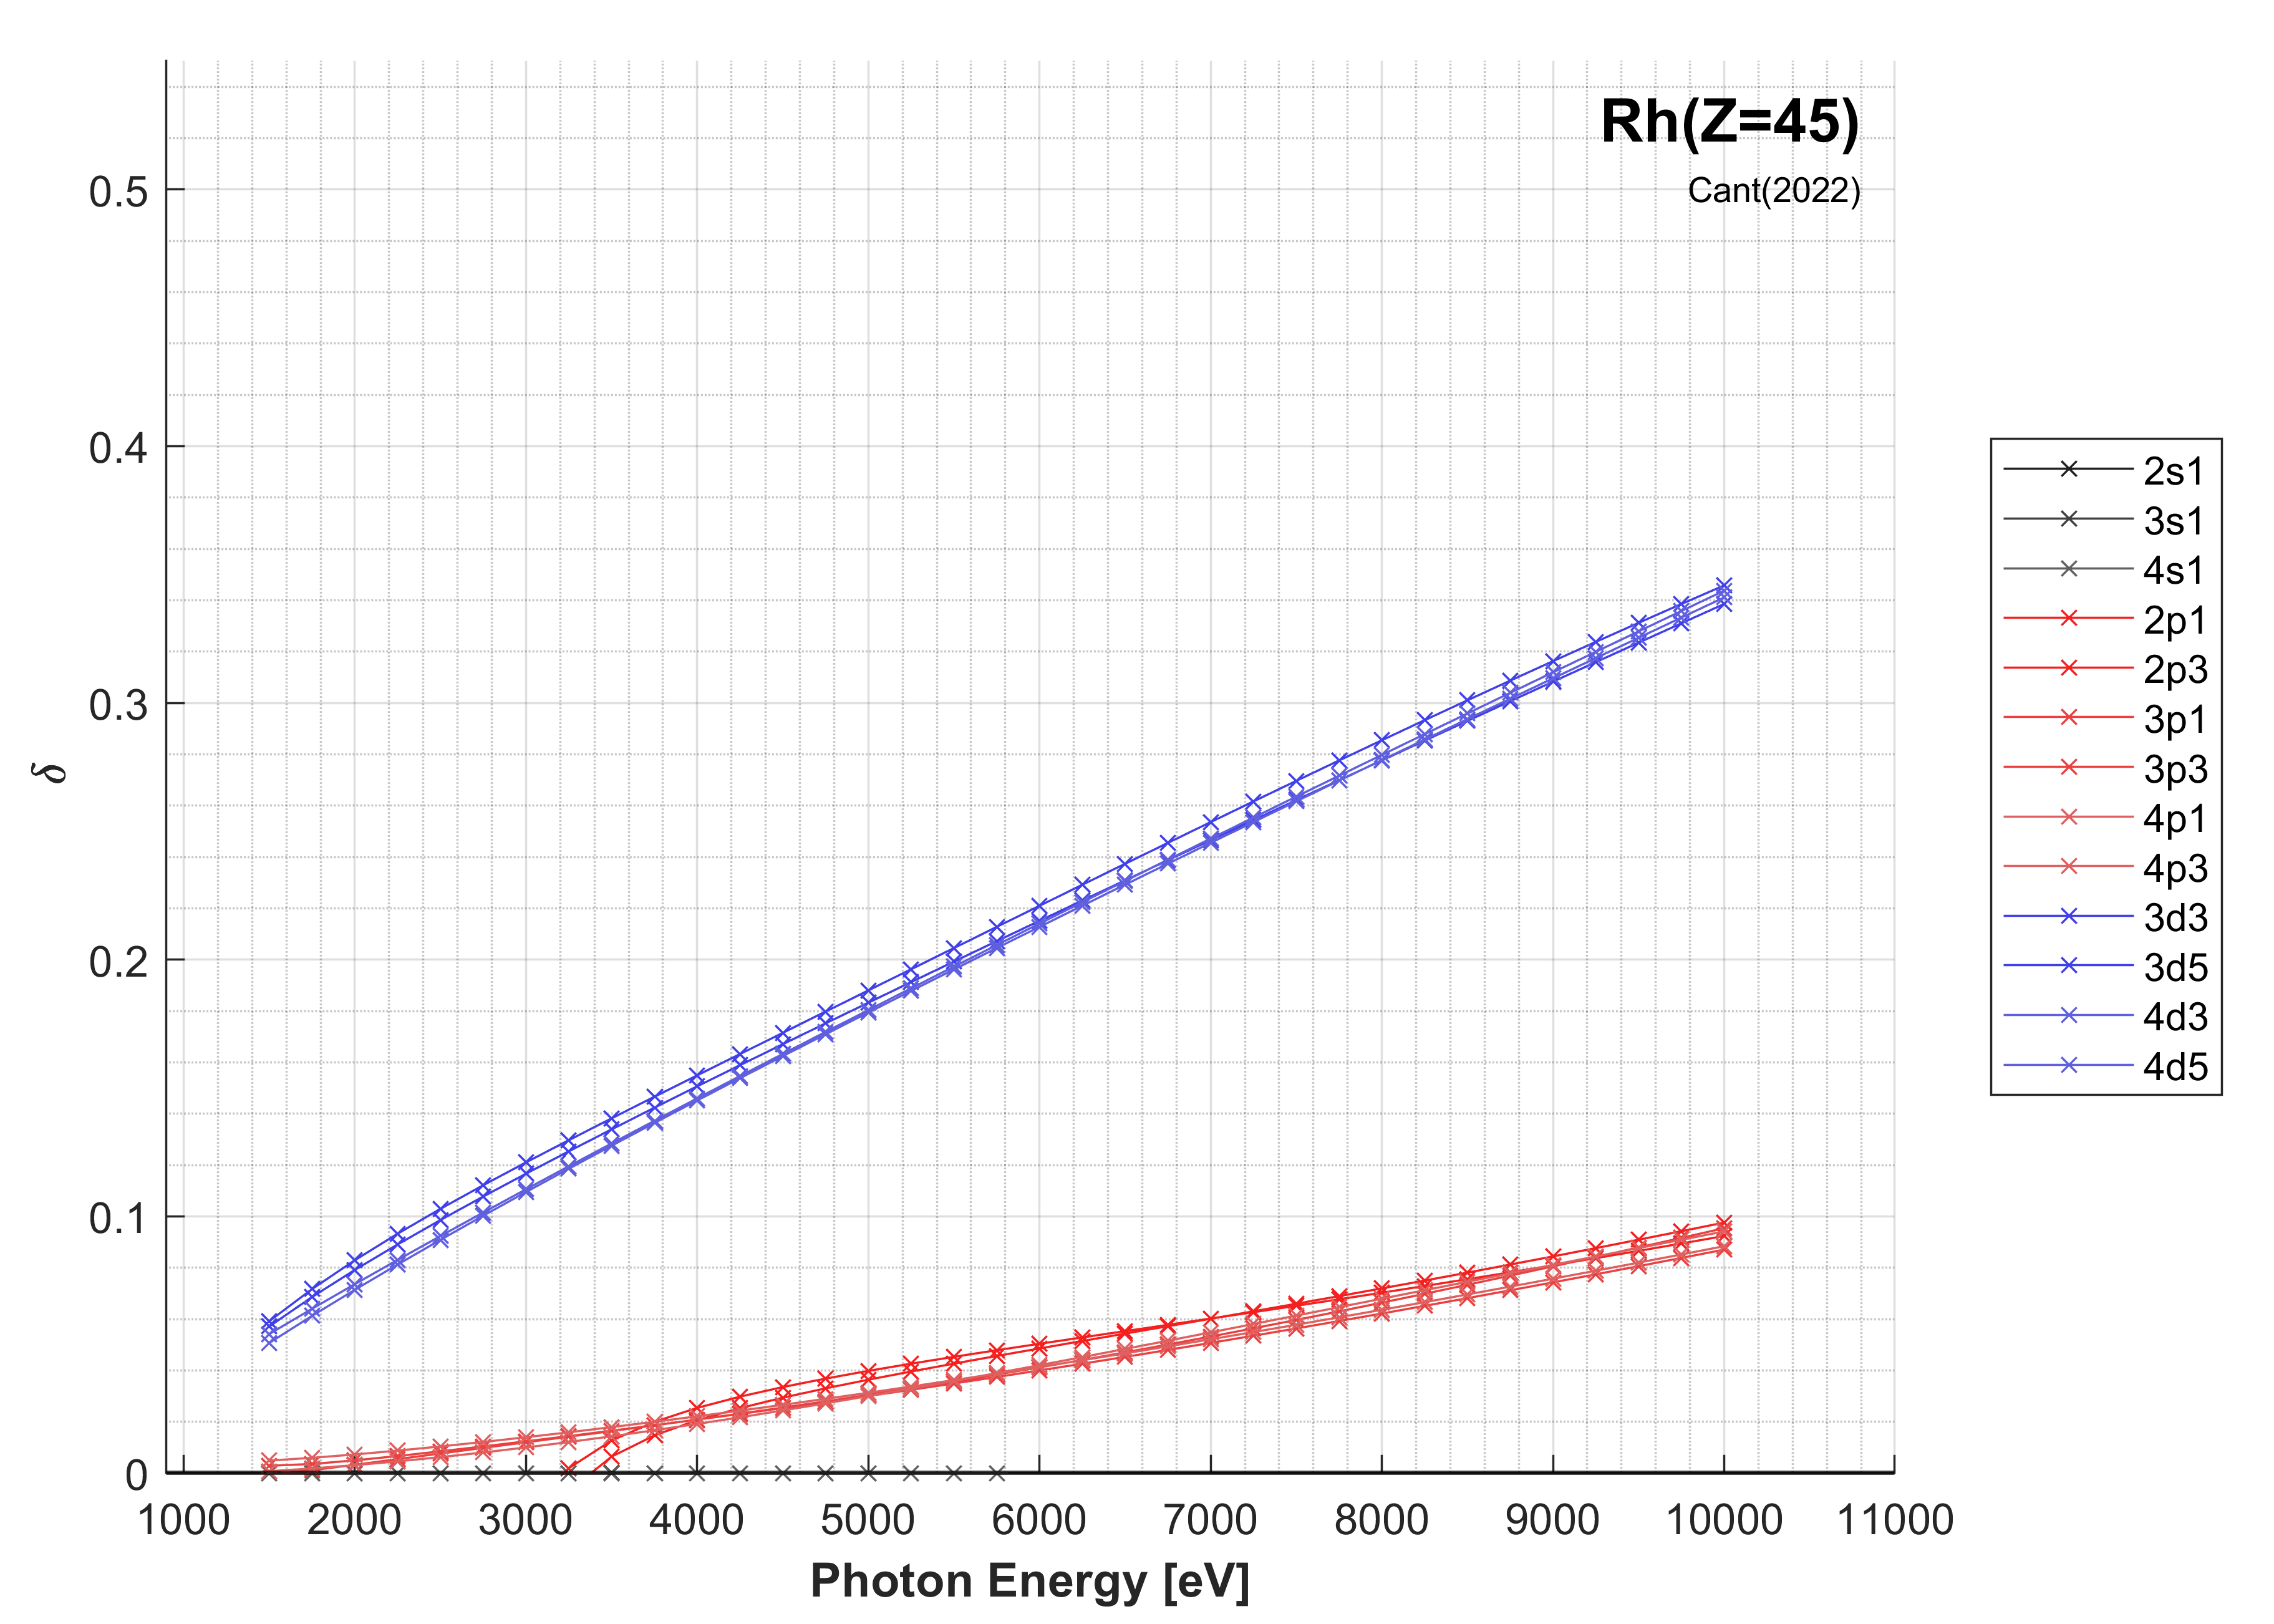 Rh(Z=45)
Cant(2022)
0.5
0.4
0.3
0.2
0.1
0
δ
1000 2000 3000 4000 5000 6000 7000 8000 9000 10000 11000
Photon Energy [eV]
2s1
3s1
4s1
2p1
2p3
3p1
3p3
4p1
4p3
3d3
3d5
4d3
4d5